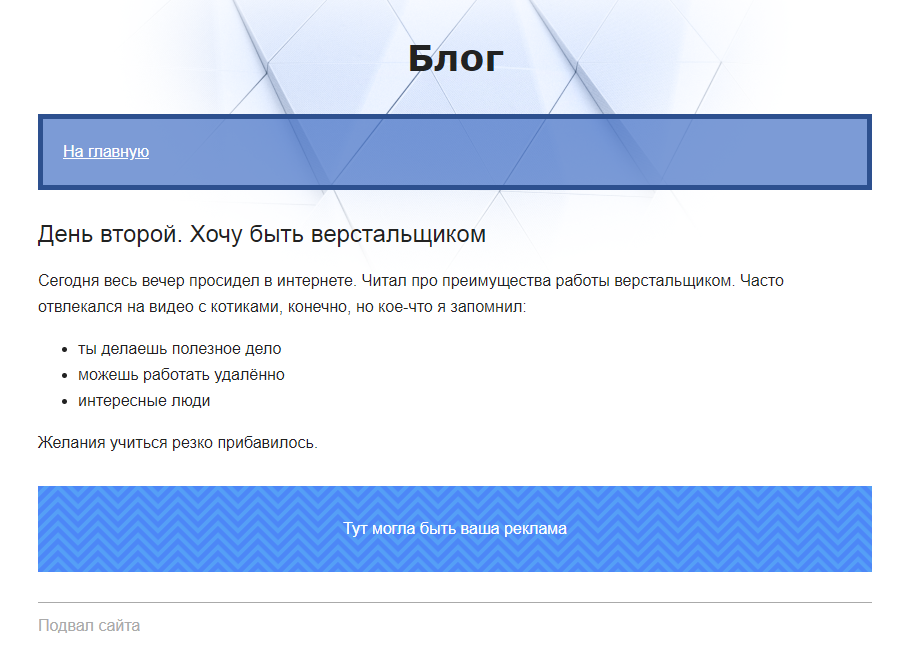 Блог
На главную
День второй. Хочу быть верстальщиком
Сегодня весь вечер просидел в интернете. Читал про преимущества работы верстальщиком. Часто
отвлекался на видео с котиками, конечно, но кое-что я запомнил:
• ты делаешь полезное дело
• можешь работать удалённо
• интересные люди
Желания учиться резко прибавилось.
Тут могла быть ваша реклама
Подвал сайта